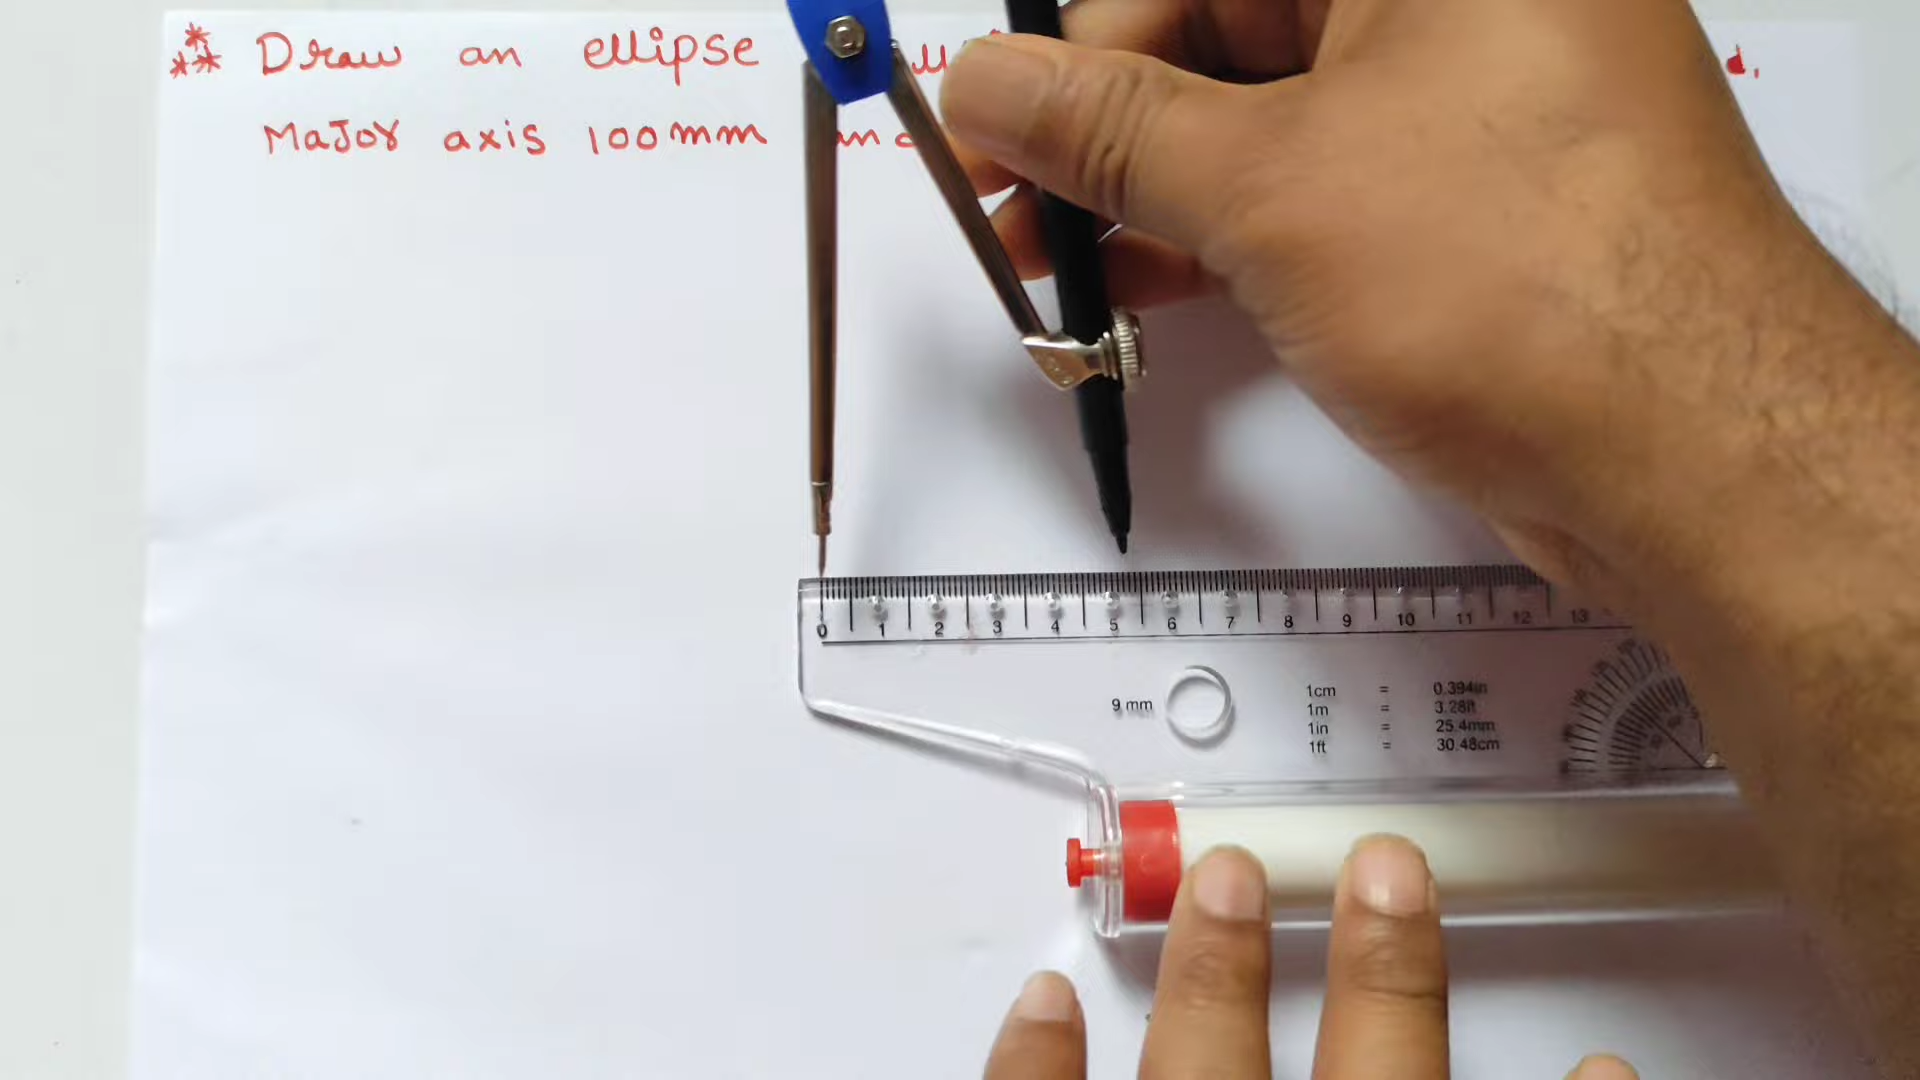 Draw an ellipse
Major axis 100mm
0 1 2 3 4 5 6 7 8 9 10 11 12 13
9 mm
1cm = 0.394in
1m = 3.28ft
1in = 25.4mm
1ft = 30.48cm